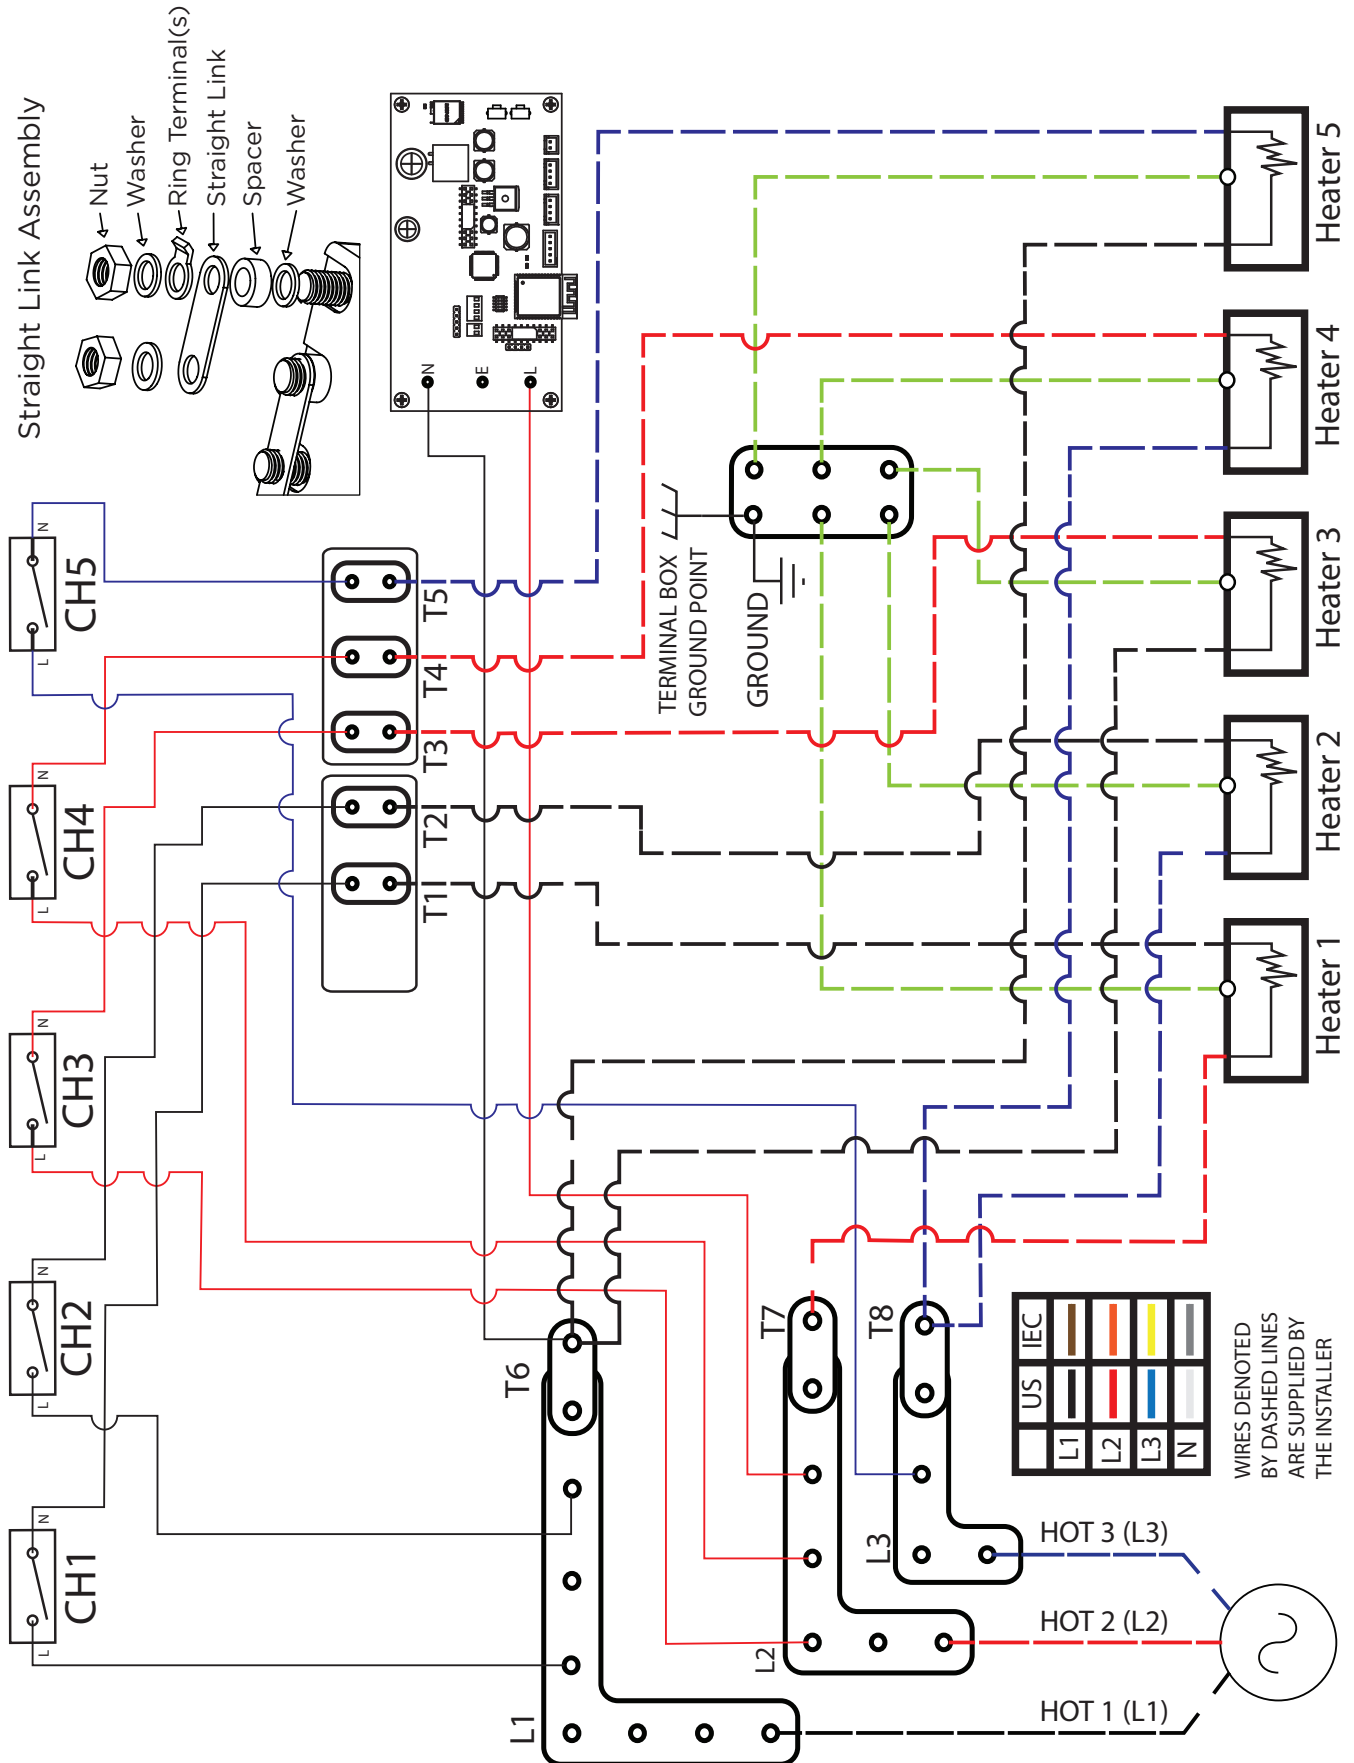 Straight Link Assembly
Nut
Washer
Ring Terminal(s)
Straight Link
Spacer
Washer
L
N
CH1
L
N
CH2
L
N
CH3
L
N
CH4
L
N
CH5
N
E
L
T1
T2
T3
T4
T5
TERMINAL BOX
GROUND POINT
GROUND
T6
T7
T8
L1
L2
L3
HOT 1 (L1)
HOT 2 (L2)
HOT 3 (L3)
US IEC
L1
L2
L3
N
WIRES DENOTED
BY DASHED LINES
ARE SUPPLIED BY
THE INSTALLER
Heater 1
Heater 2
Heater 3
Heater 4
Heater 5